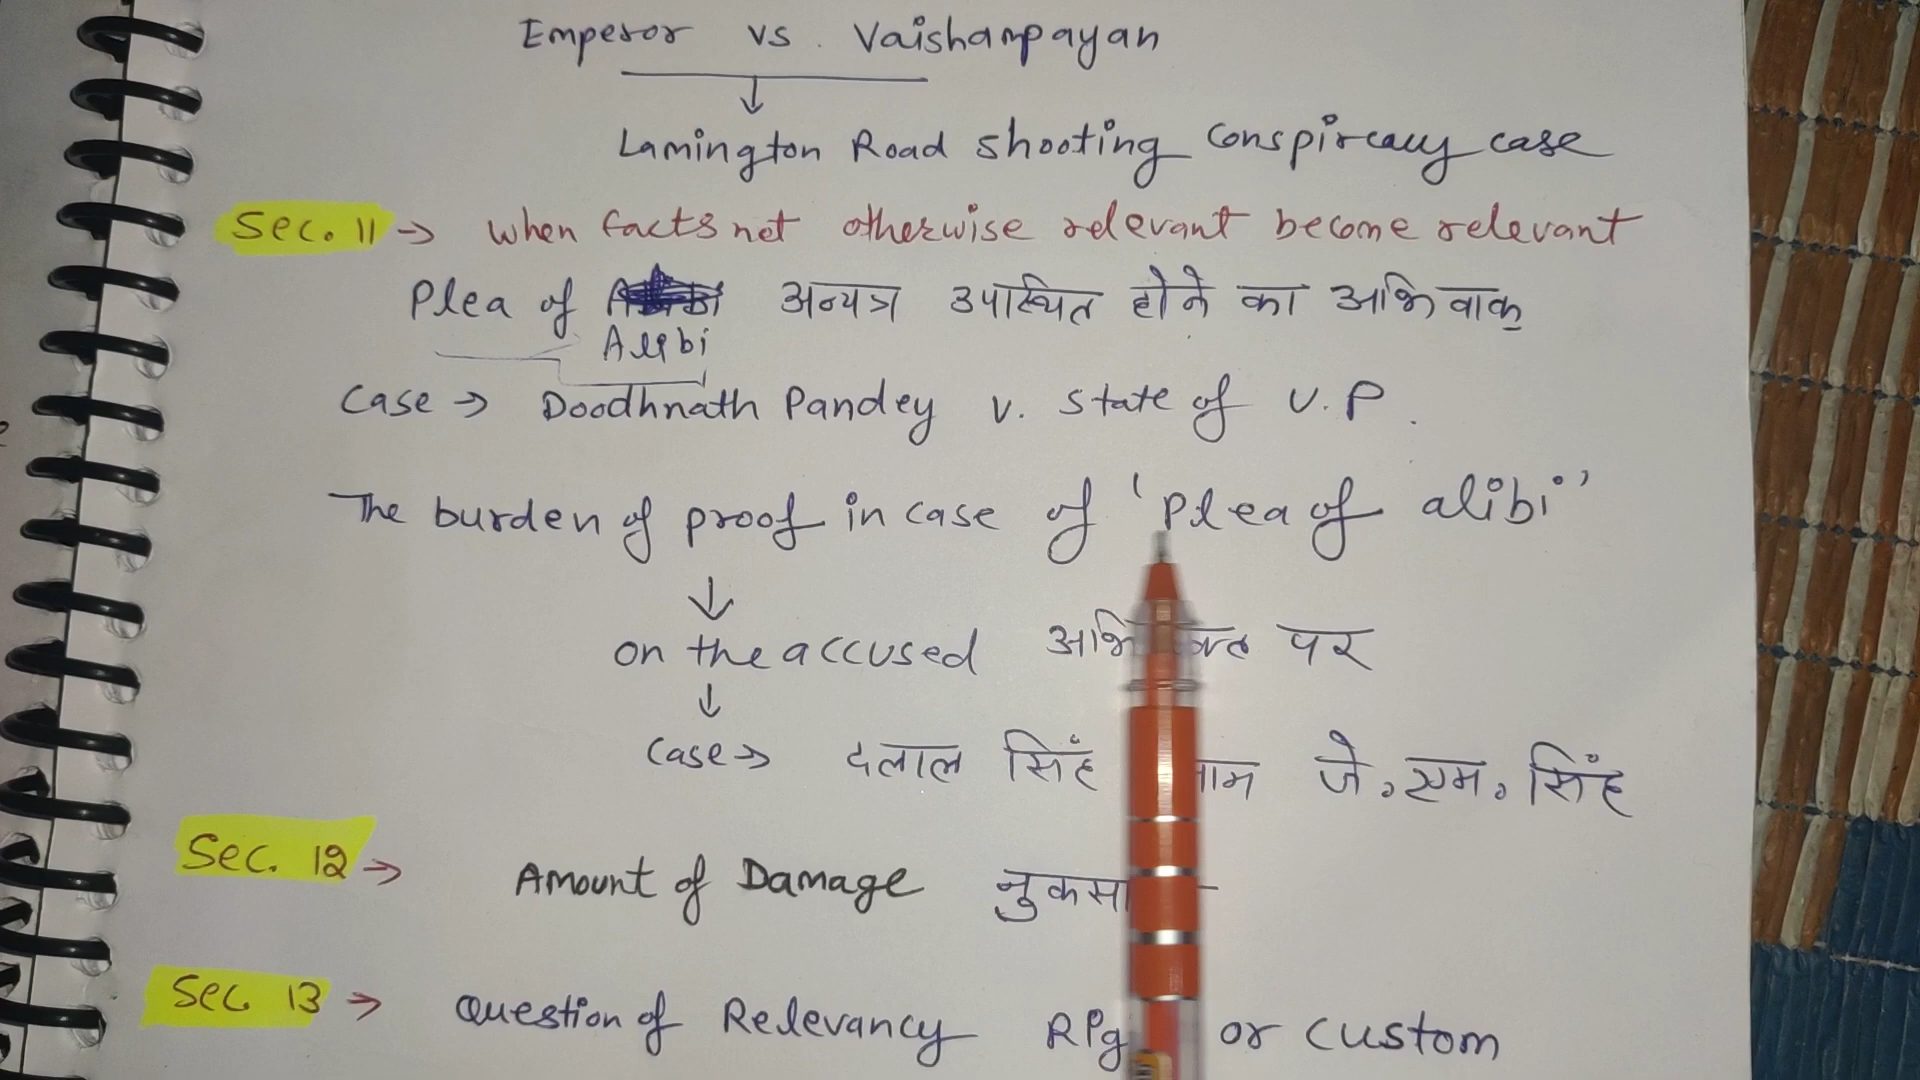 Emperor vs. Vaishampayan
Lamington Road shooting Conspiracy case
Sec. 11 → when facts not otherwise relevant become relevant
Plea of अन्यत्र उपस्थित होने का अभिवाक्
Alibi
Case → Doodhnath Pandey v. State of U.P.
The burden of proof in case of 'Plea of alibi'
↓
on the accused पर
↓
Case → दलाल सिंह जे.एम. सिंह
Sec. 12 → Amount of Damage
Sec. 13 → Question of Relevancy or custom